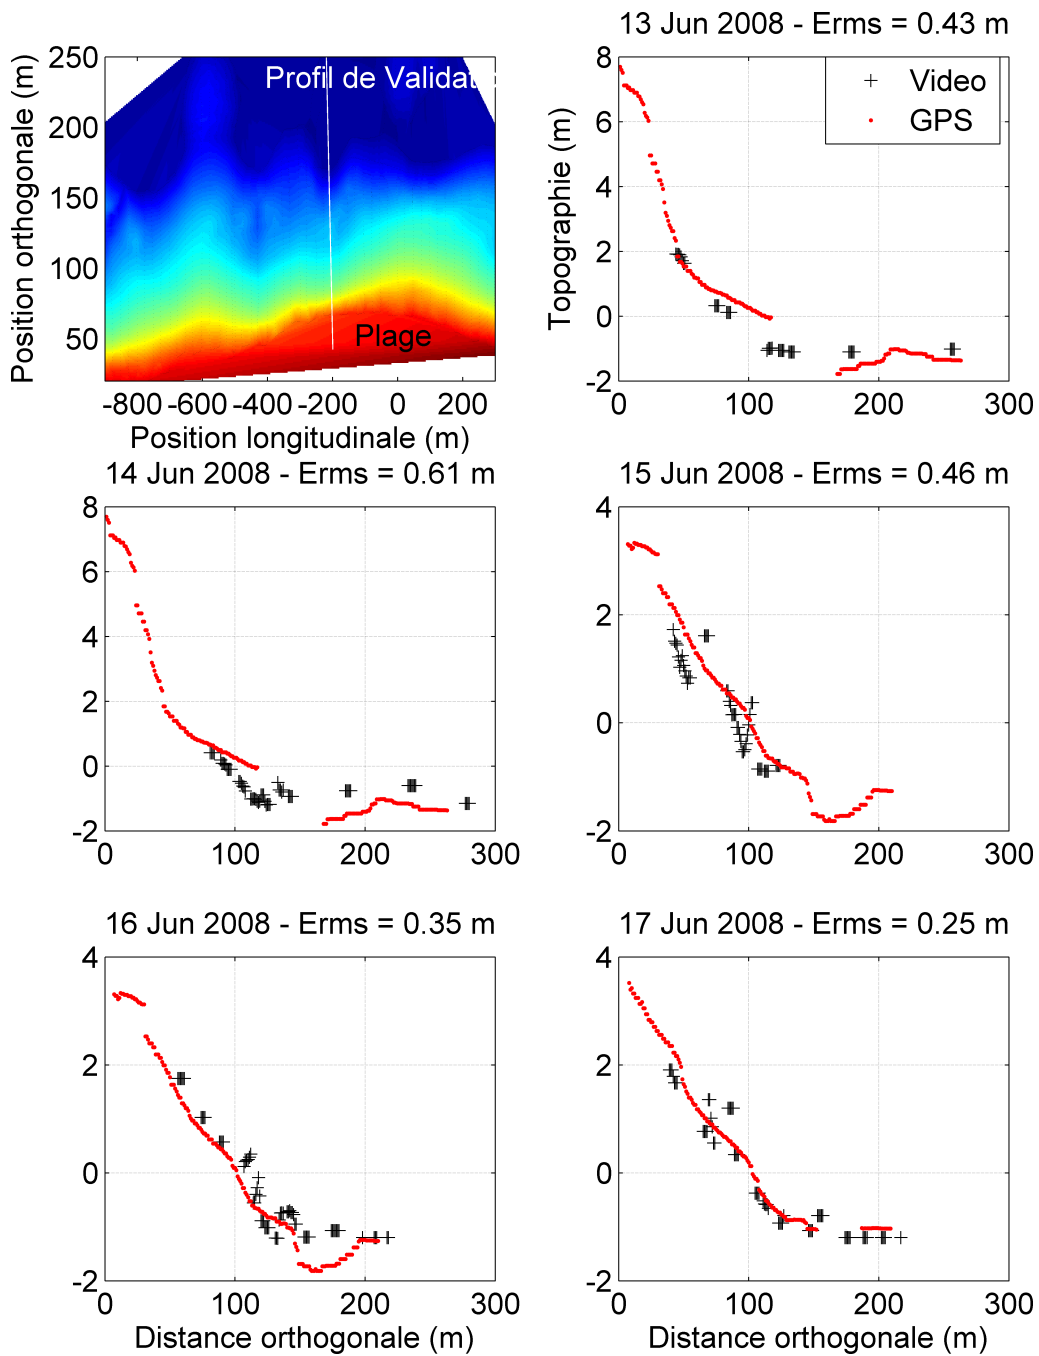 13 Jun 2008 - Erms = 0.43 m
250
200
150
100
50
Position orthogonale (m)
Profil de Validatio
Plage
-800 -600 -400 -200 0 200
Position longitudinale (m)
8
6
4
2
0
-2
Topographie (m)
Video
GPS
0 100 200 300
14 Jun 2008 - Erms = 0.61 m
8
6
4
2
0
-2
0 100 200 300
15 Jun 2008 - Erms = 0.46 m
4
2
0
-2
0 100 200 300
16 Jun 2008 - Erms = 0.35 m
4
2
0
-2
0 100 200 300
Distance orthogonale (m)
17 Jun 2008 - Erms = 0.25 m
4
2
0
-2
0 100 200 300
Distance orthogonale (m)